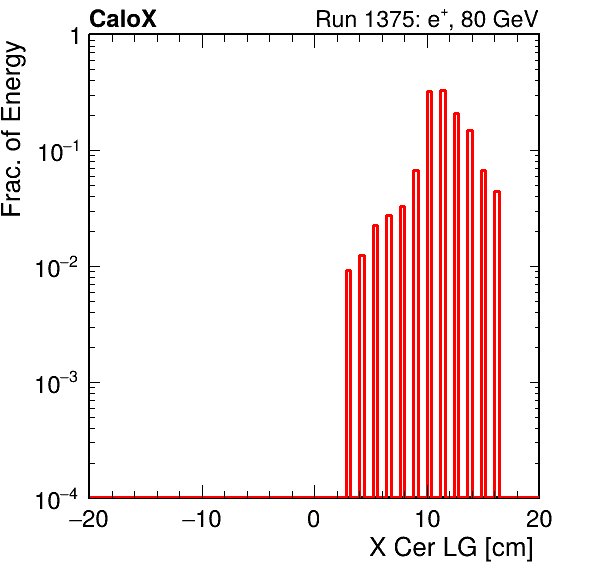 CaloX Run 1375: e⁺, 80 GeV
Frac. of Energy
1
10⁻¹
10⁻²
10⁻³
10⁻⁴
−20 −10 0 10 20
X Cer LG [cm]